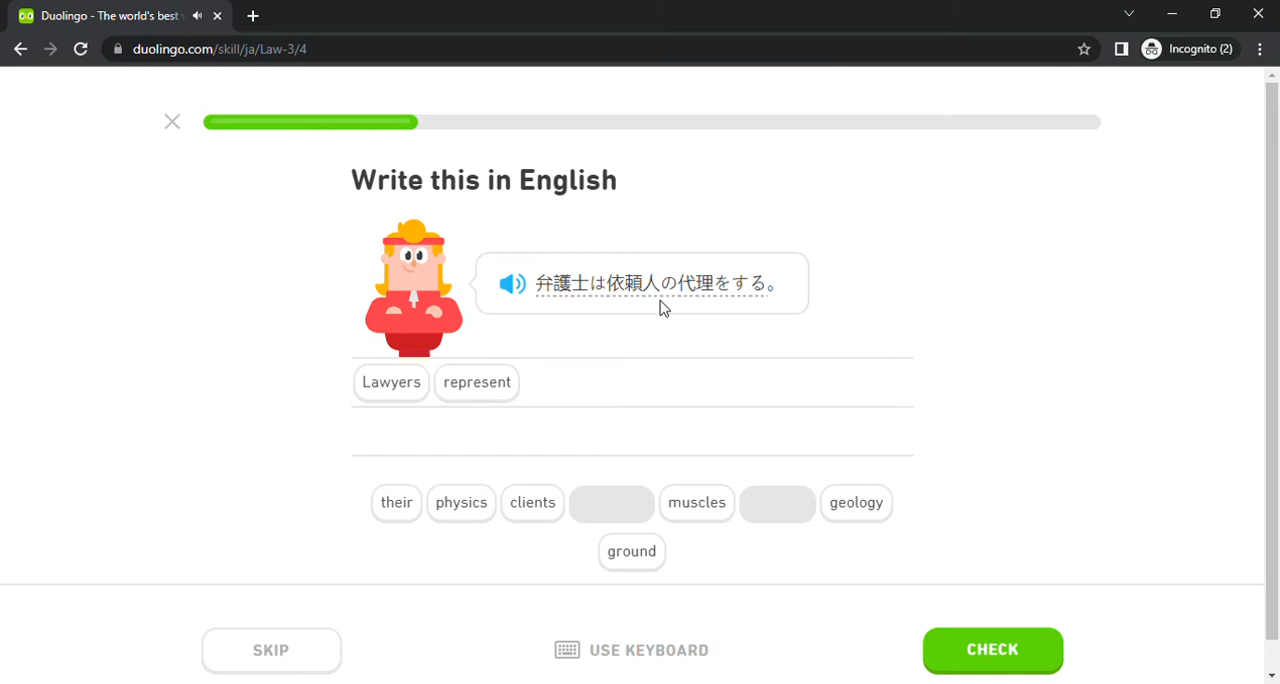 Duolingo - The world's best
duolingo.com/skill/ja/Law-3/4
Incognito (2)
Write this in English
弁護士は依頼人の代理をする。
Lawyers represent
their physics clients muscles geology
ground
SKIP
USE KEYBOARD
CHECK